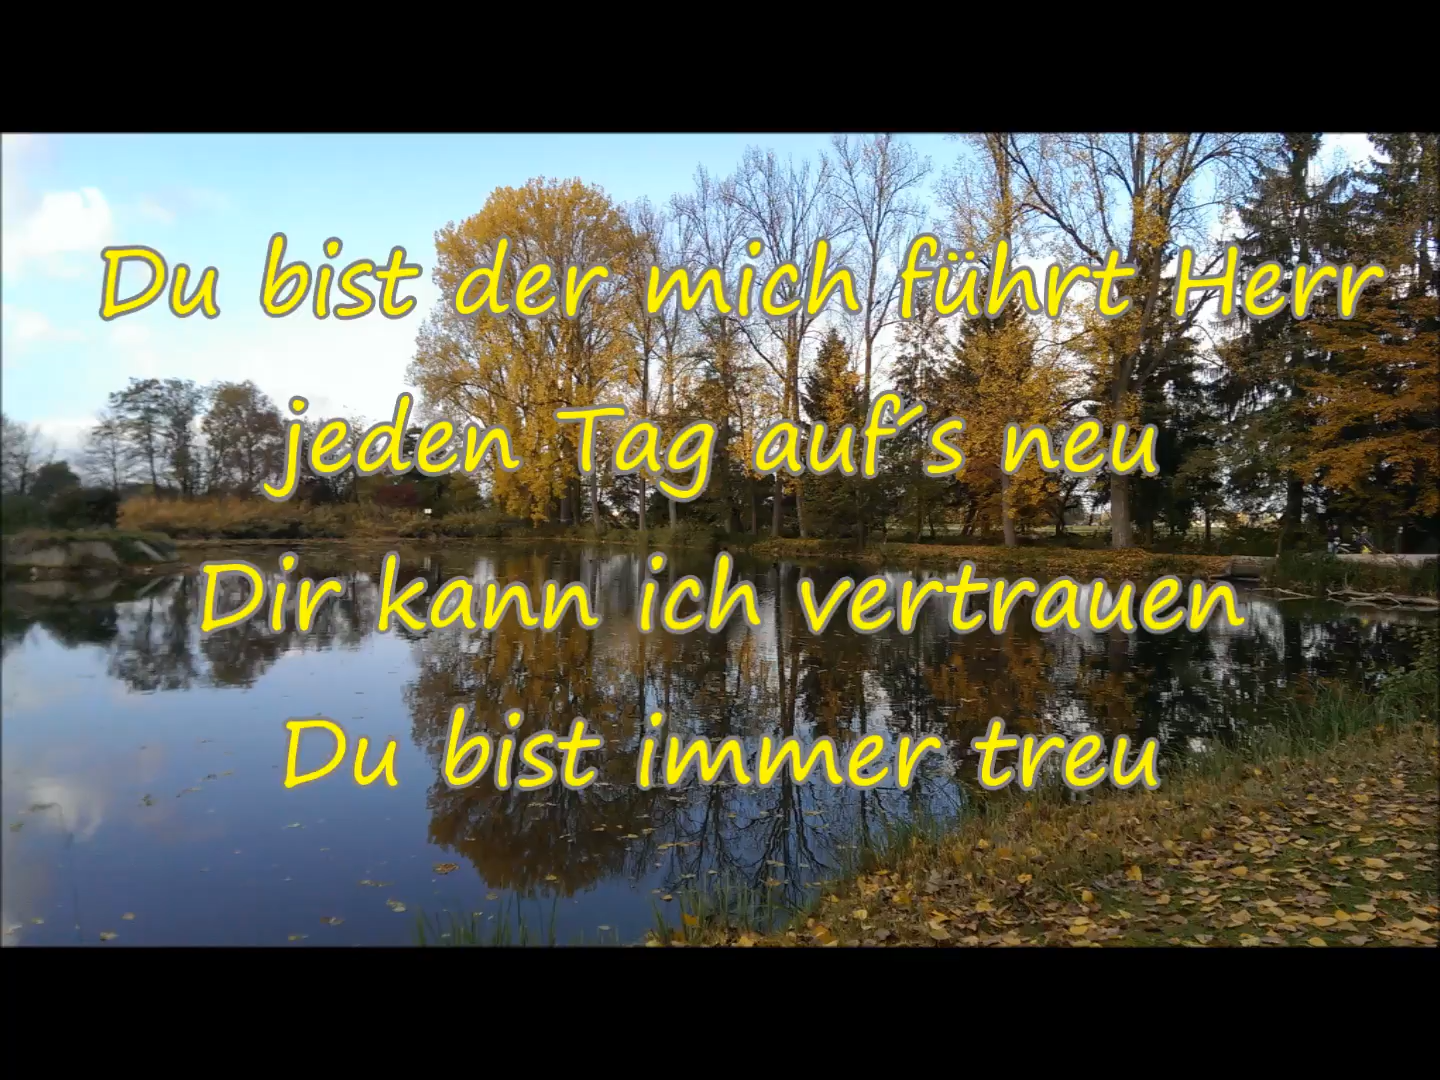 Du bist der mich führt Herr
jeden Tag auf´s neu
Dir kann ich vertrauen
Du bist immer treu